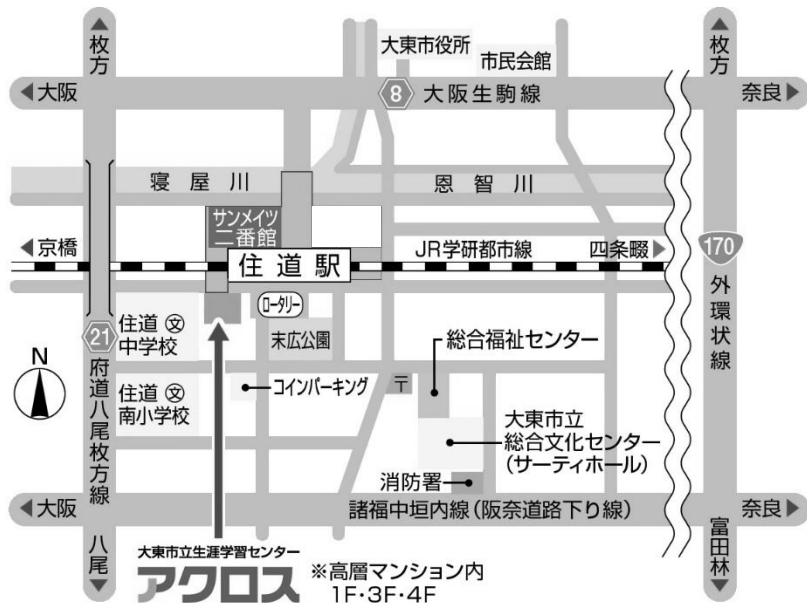 枚方
枚方
大東市役所
市民会館
大阪
8
大阪生駒線
奈良
寝屋川
恩智川
サンメイツ
二番館
京橋
住道駅
JR学研都市線
四条畷
170
外環状線
ロータリー
21
住道 文
中学校
末広公園
総合福祉センター
N
府道八尾枚方線
住道 文
南小学校
コインパーキング
〒
大東市立
総合文化センター
(サーティホール)
消防署
大阪
諸福中垣内線(阪奈道路下り線)
奈良
八尾
富田林
大東市立生涯学習センター
アクロス
※高層マンション内
1F・3F・4F